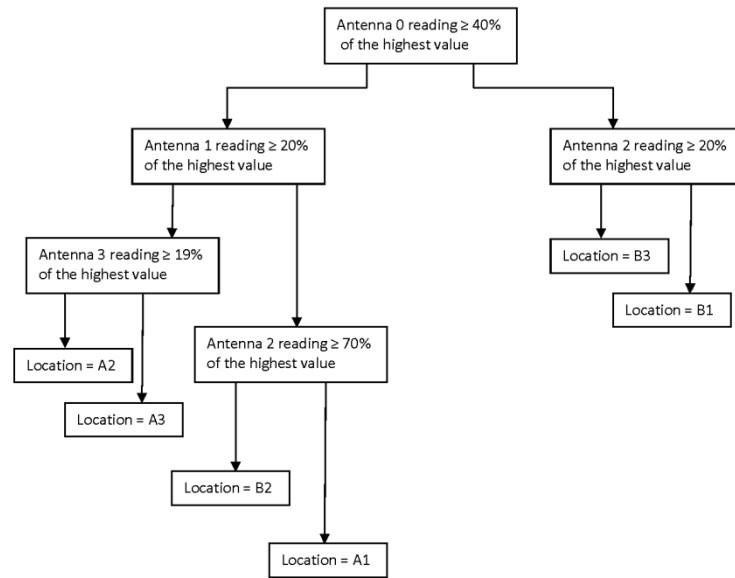 Antenna 0 reading ≥ 40%
of the highest value
Antenna 1 reading ≥ 20%
of the highest value
Antenna 2 reading ≥ 20%
of the highest value
Antenna 3 reading ≥ 19%
of the highest value
Location = B3
Location = B1
Antenna 2 reading ≥ 70%
of the highest value
Location = A2
Location = A3
Location = B2
Location = A1